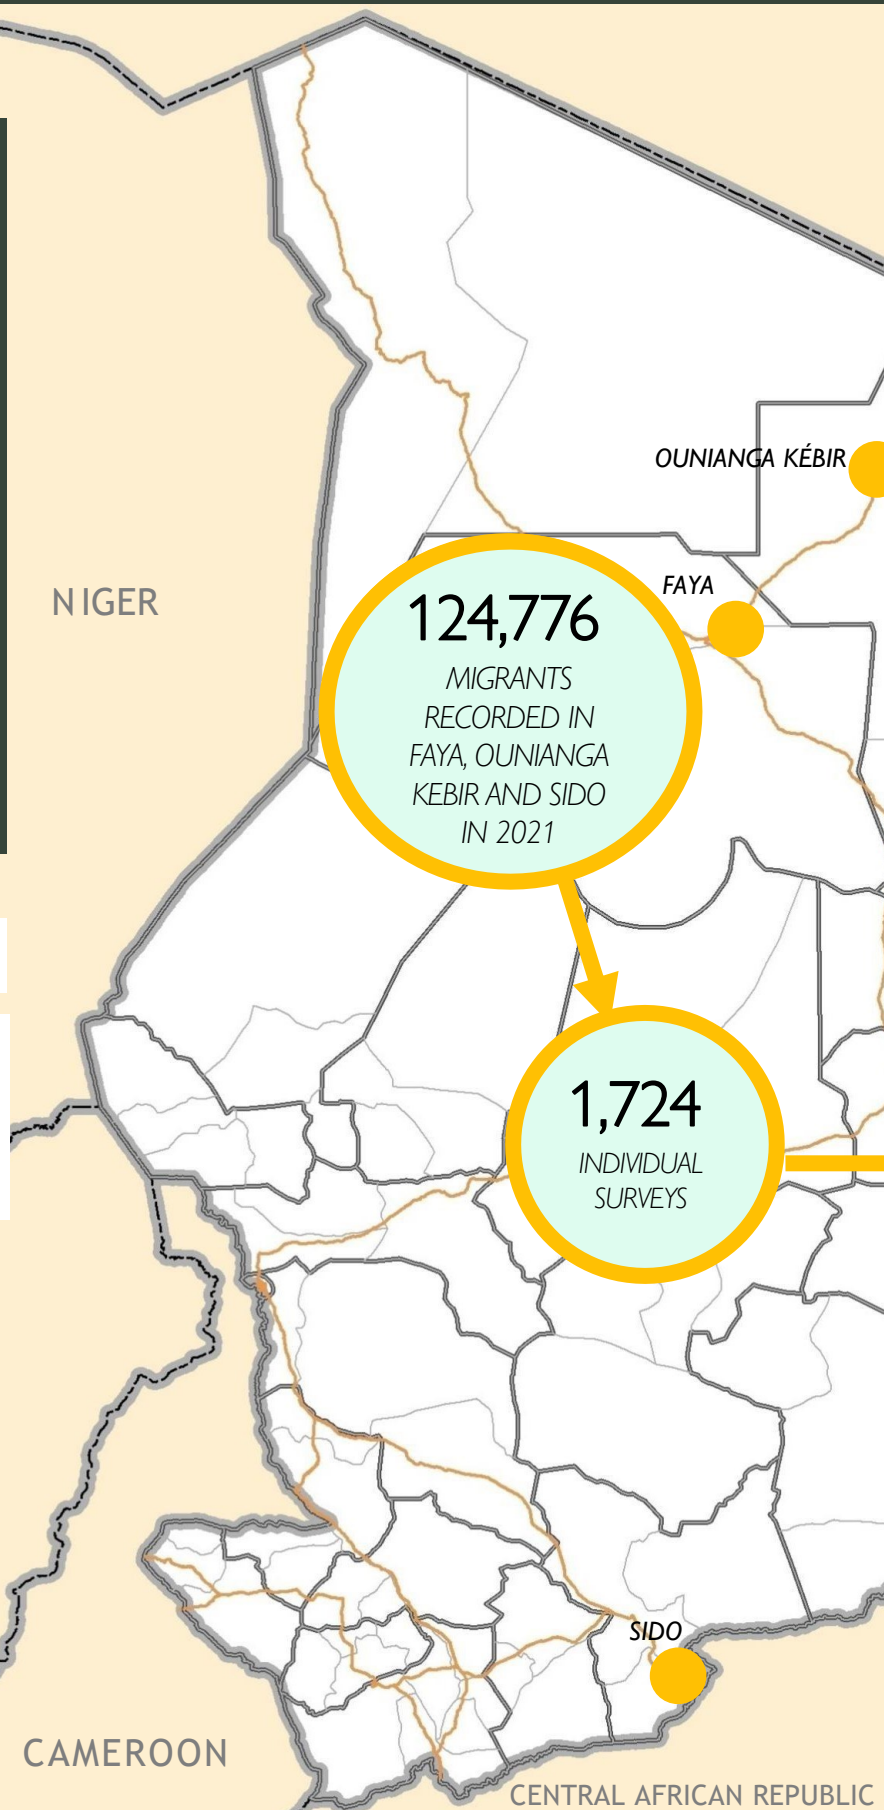 OUNIANGA KÉBIR
FAYA
NIGER
124,776
MIGRANTS
RECORDED IN
FAYA, OUNIANGA
KEBIR AND SIDO
IN 2021
1,724
INDIVIDUAL
SURVEYS
SIDO
CAMEROON
CENTRAL AFRICAN REPUBLIC